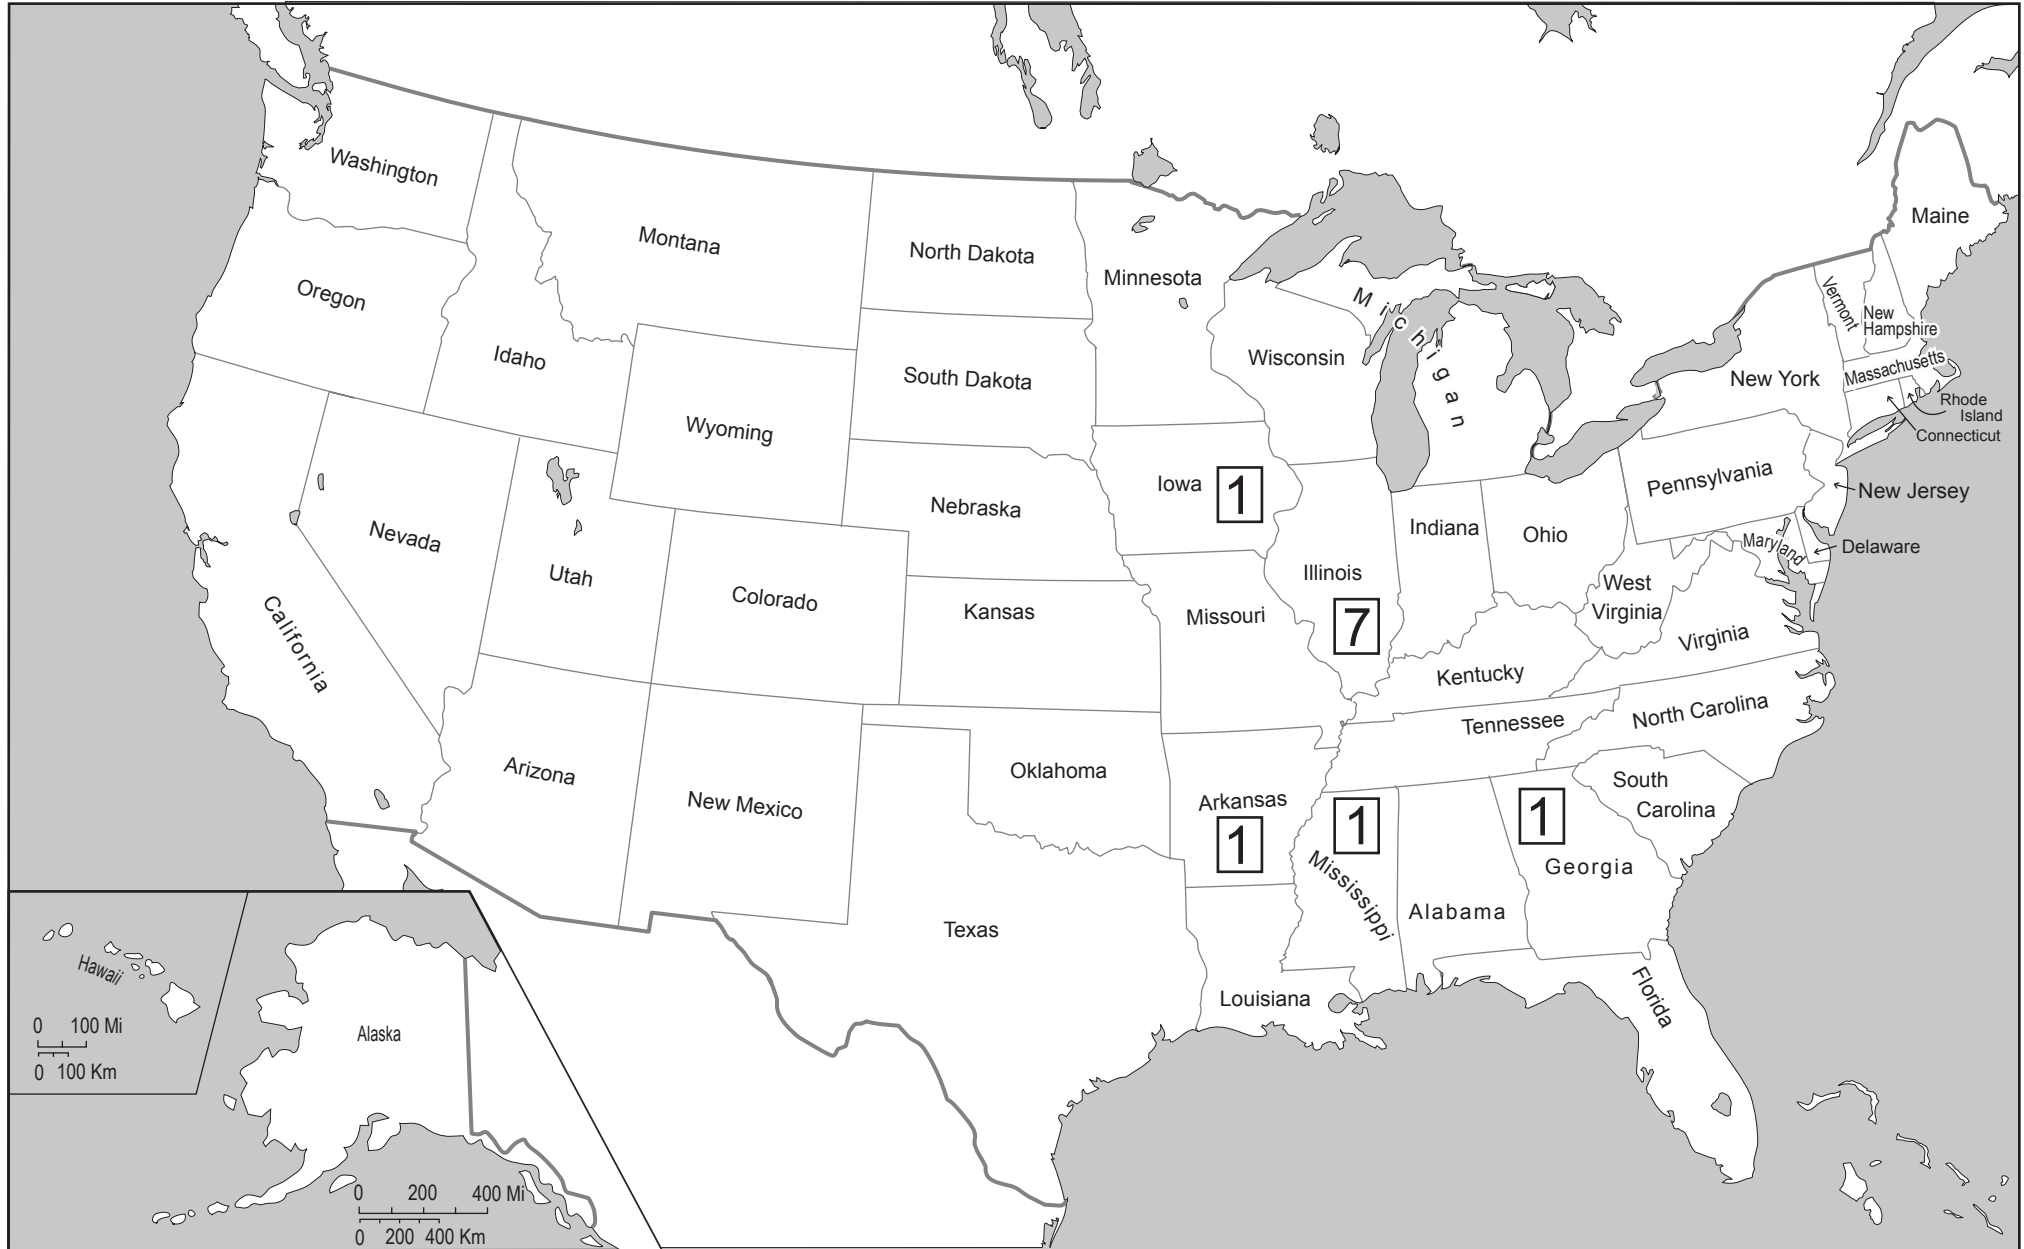 Washington
Montana
North Dakota
Minnesota
Maine
Oregon
Idaho
Michigan
Vermont
New
Hampshire
Wisconsin
South Dakota
New York
Massachusetts
Rhode
Island
Connecticut
Wyoming
Iowa
1
Nebraska
Pennsylvania
New Jersey
Nevada
Indiana
Ohio
Maryland
Delaware
Utah
Colorado
Illinois
7
Kansas
Missouri
West
Virginia
Virginia
California
Kentucky
Tennessee
North Carolina
Arizona
New Mexico
Oklahoma
Arkansas
1
1
Mississippi
Alabama
1
Georgia
South
Carolina
Texas
Louisiana
Florida
Hawaii
0 100 Mi
0 100 Km
Alaska
0 200 400 Mi
0 200 400 Km